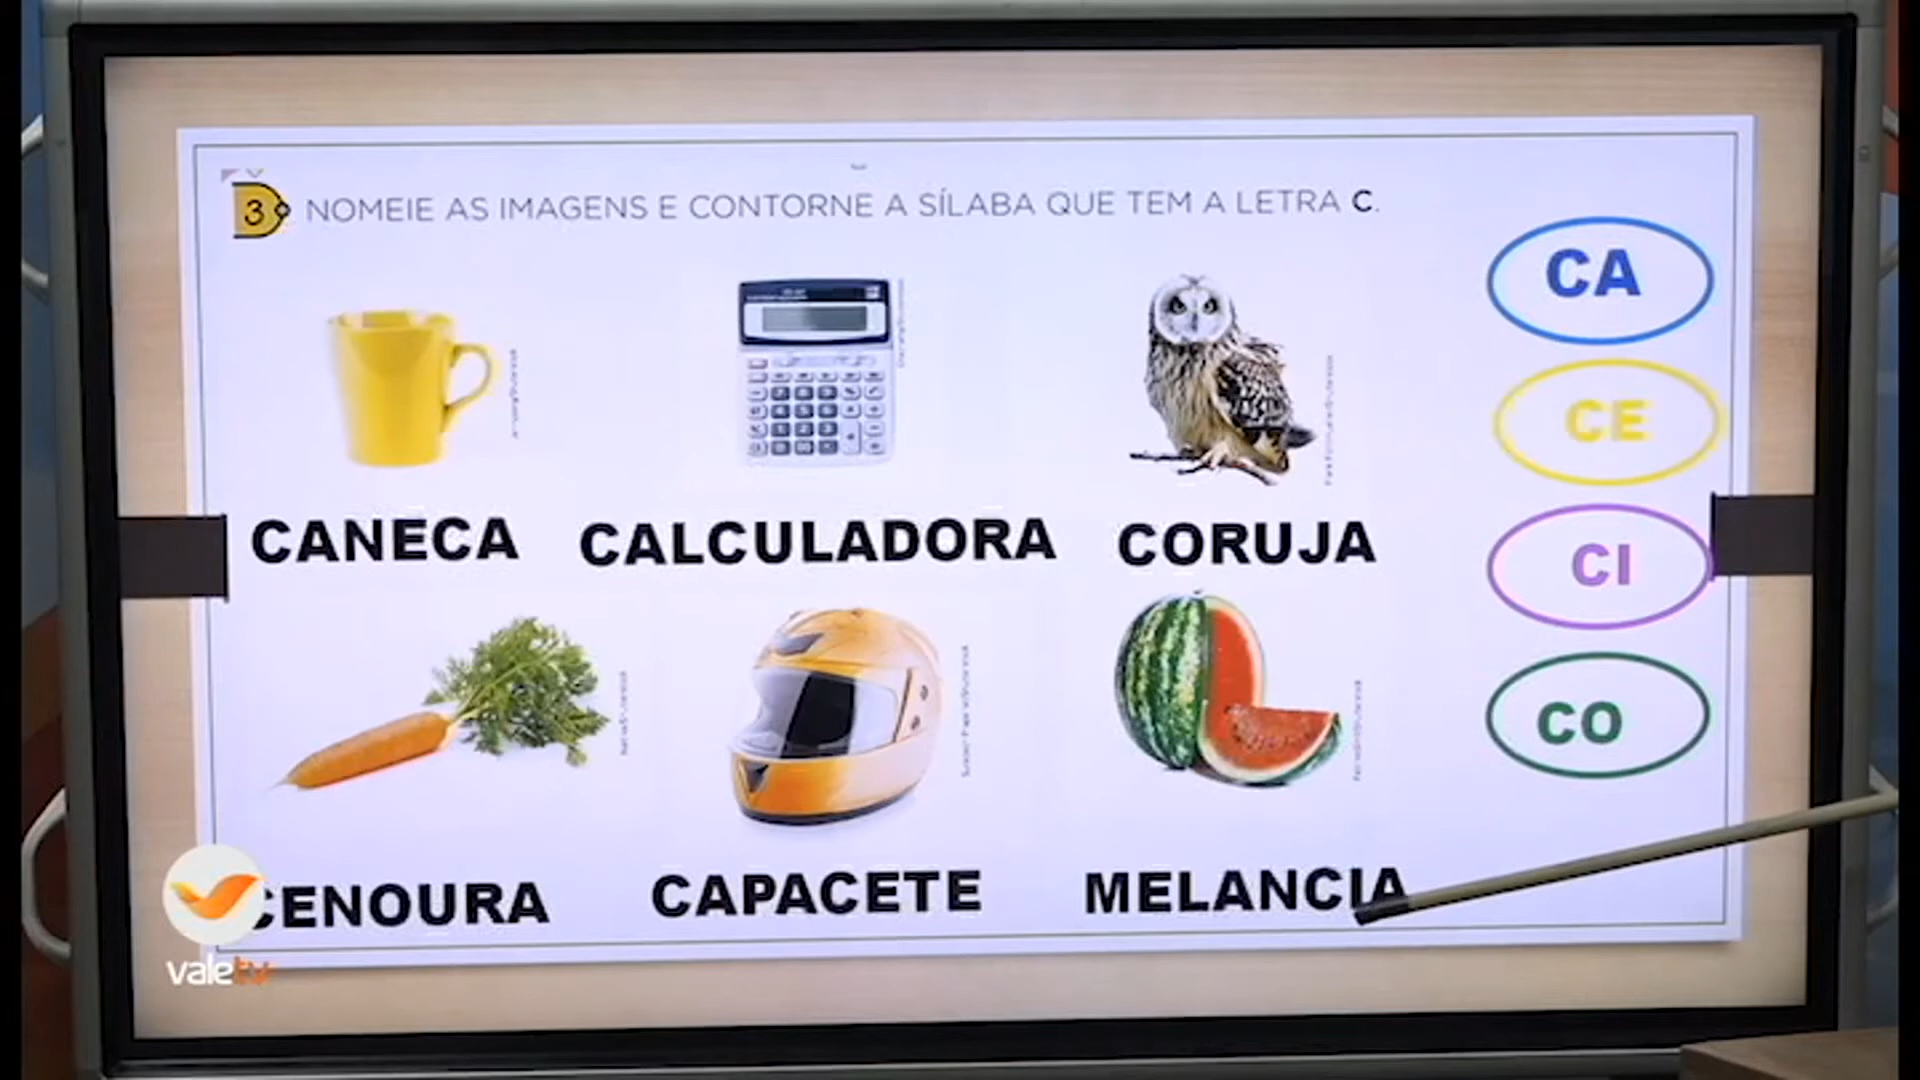 3 NOMEIE AS IMAGENS E CONTORNE A SÍLABA QUE TEM A LETRA C.
CA
CE
CI
CO
CANECA CALCULADORA CORUJA
CENOURA CAPACETE MELANCIA
valetv